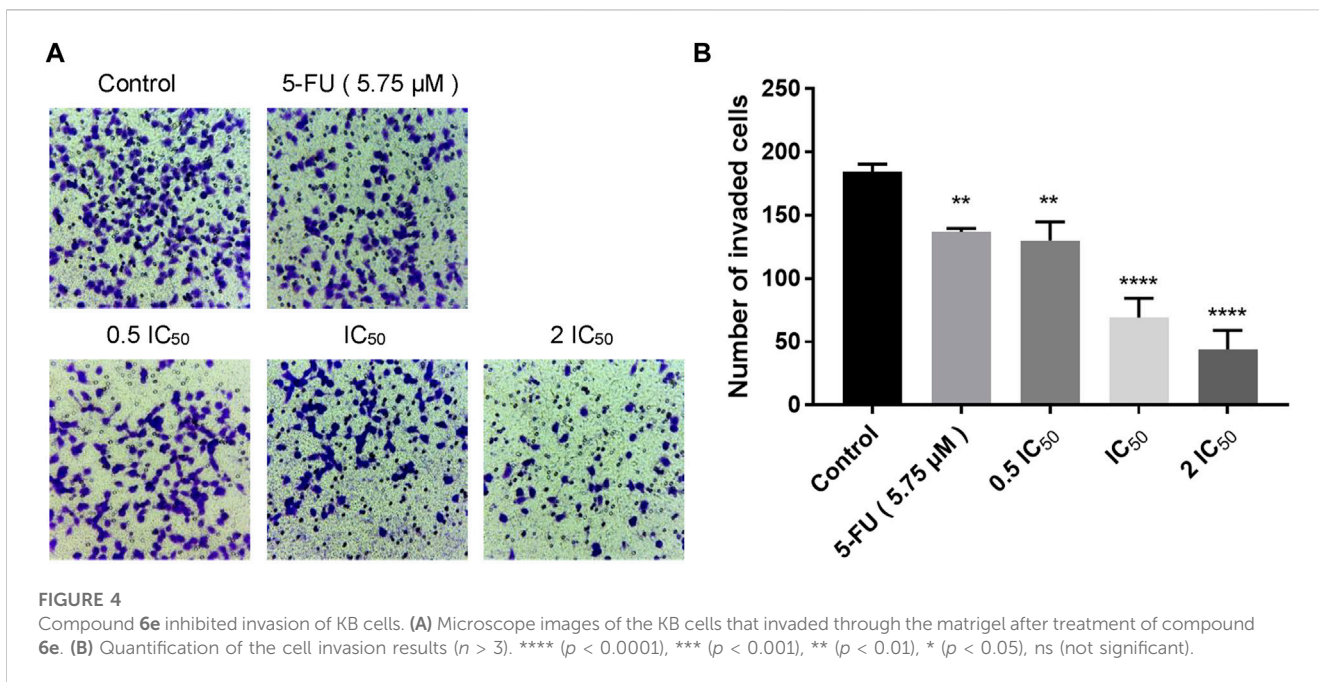 A
Control
5-FU ( 5.75 µM )
0.5 IC₅₀
IC₅₀
2 IC₅₀
B
Number of invaded cells
250
200
150
100
50
0
**
**
****
****
Control
5-FU ( 5.75 µM )
0.5 IC₅₀
IC₅₀
2 IC₅₀
FIGURE 4
Compound 6e inhibited invasion of KB cells. (A) Microscope images of the KB cells that invaded through the matrigel after treatment of compound
6e. (B) Quantification of the cell invasion results (n > 3). **** (p < 0.0001), *** (p < 0.001), ** (p < 0.01), * (p < 0.05), ns (not significant).